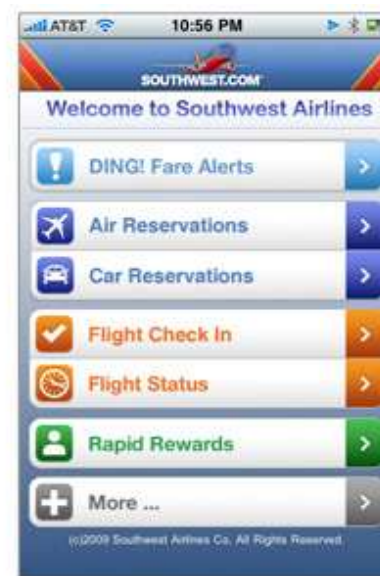 AT&T 10:56 PM
SOUTHWEST.COM
Welcome to Southwest Airlines
DING! Fare Alerts
Air Reservations
Car Reservations
Flight Check In
Flight Status
Rapid Rewards
More ...
(c)2009 Southwest Airlines Co. All Rights Reserved.